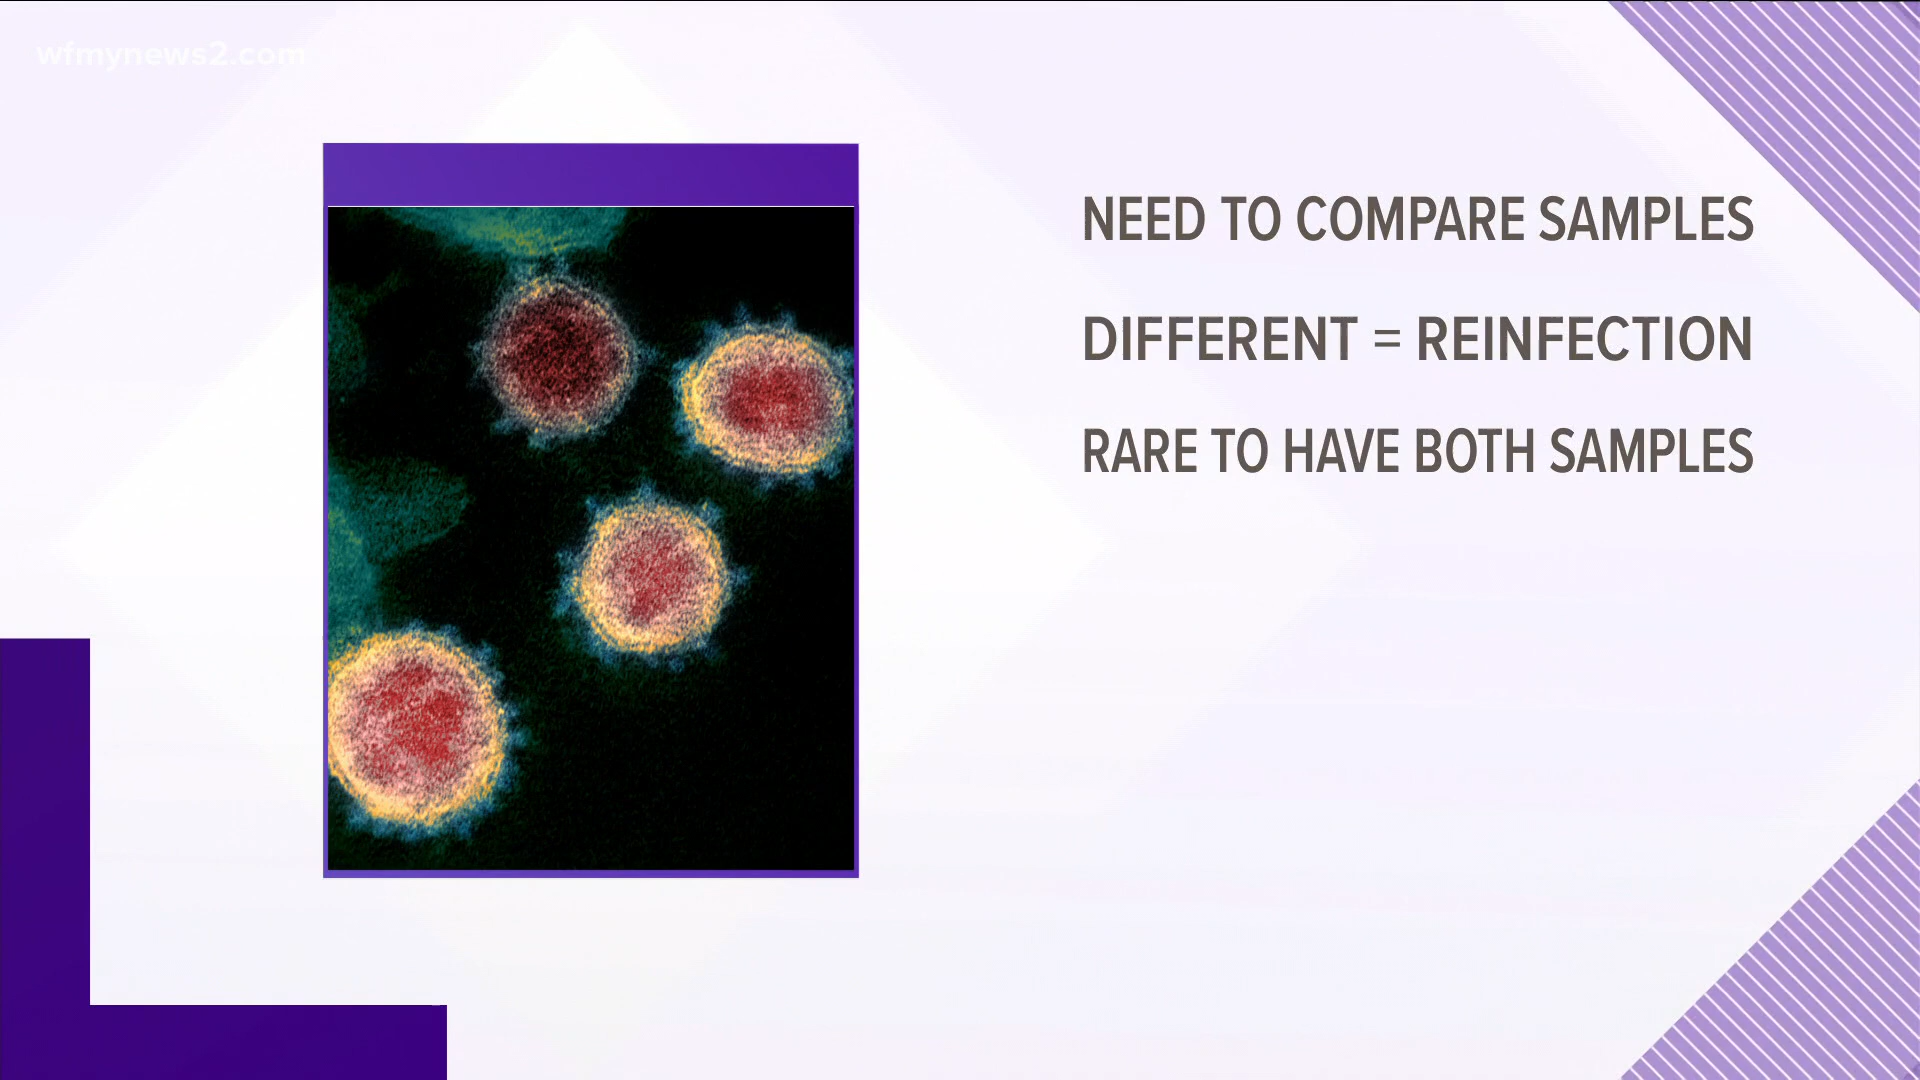 wfmynews2.com
NEED TO COMPARE SAMPLES
DIFFERENT = REINFECTION
RARE TO HAVE BOTH SAMPLES